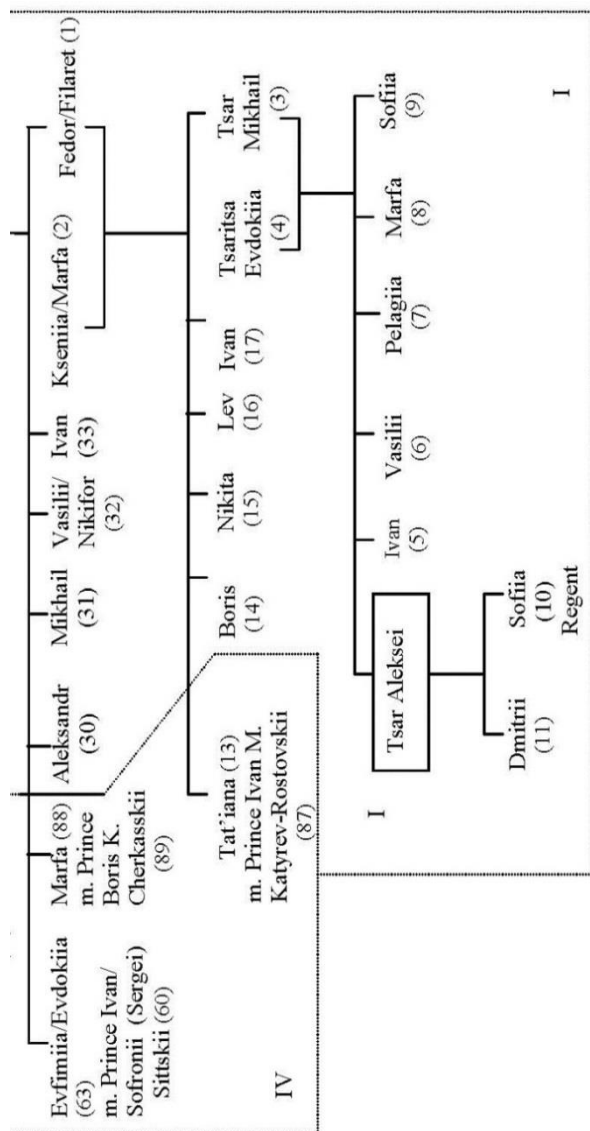 Evfimiia/Evdokiia
(63)
m. Prince Ivan/
Sofronii (Sergei)
Sittskii (60)
Marfa (88)
m. Prince
Boris K.
Cherkasskii
(89)
Aleksandr
(30)
Mikhail
(31)
Vasilii/
Nikifor
(32)
Ivan
(33)
Kseniia/Marfa (2)
Fedor/Filaret (1)
IV
Tat’iana (13)
m. Prince Ivan M.
Katyrev-Rostovskii
(87)
Boris
(14)
Nikita
(15)
Lev
(16)
Ivan
(17)
Tsaritsa
Evdokiia
(4)
Tsar
Mikhail
(3)
I
Tsar Aleksei
Ivan
(5)
Vasilii
(6)
Pelagiia
(7)
Marfa
(8)
Sofiia
(9)
Dmitrii
(11)
Sofiia
(10)
Regent
I